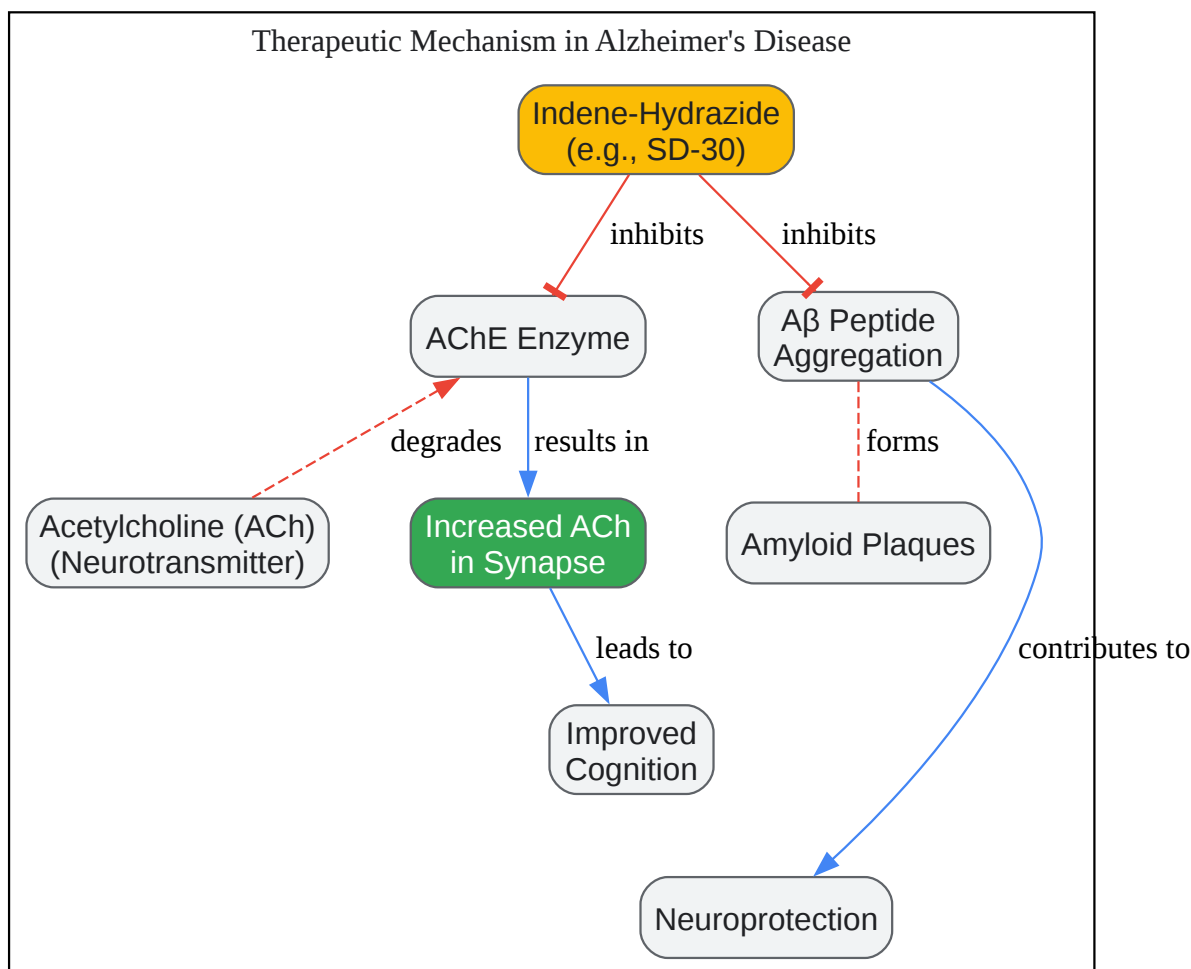 Therapeutic Mechanism in Alzheimer's Disease
Indene-Hydrazide
(e.g., SD-30)
inhibits
inhibits
AChE Enzyme
Aβ Peptide
Aggregation
degrades
results in
forms
Acetylcholine (ACh)
(Neurotransmitter)
Increased ACh
in Synapse
Amyloid Plaques
leads to
contributes to
Improved
Cognition
Neuroprotection